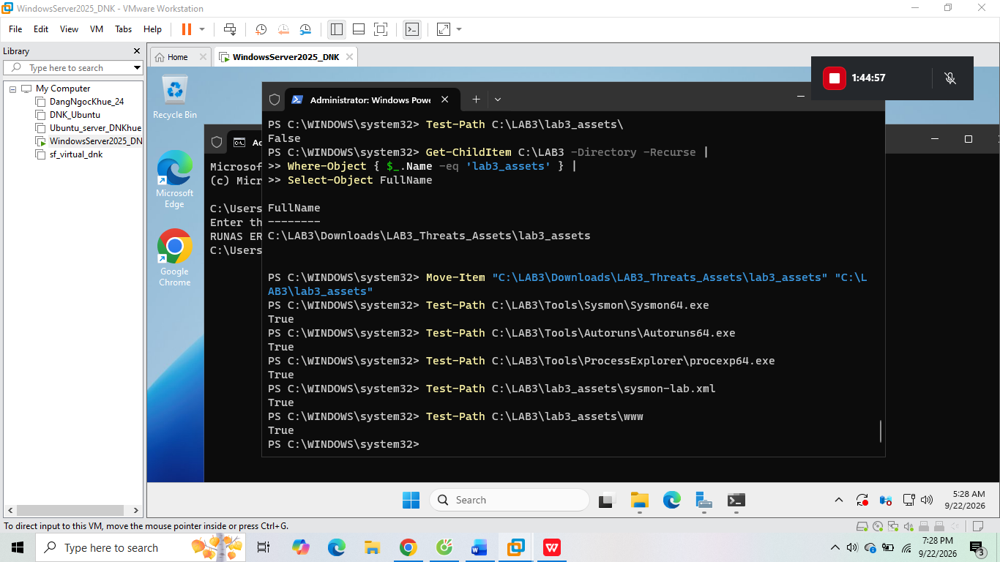 WindowsServer2025_DNK - VMware Workstation
File Edit View VM Tabs Help
Library
Type here to search
My Computer
DangNgocKhue_24
DNK_Ubuntu
Ubuntu_server_DNKhue
WindowsServer2025_DN
sf_virtual_dnk
Home
WindowsServer2025_DNK
1:44:57
Recycle Bin
Microsoft
Edge
Google
Chrome
Ad
Microsof
(c) Micr
C:\Users
Enter th
RUNAS ER
C:\Users
Administrator: Windows Powe
PS C:\WINDOWS\system32> Test-Path C:\LAB3\lab3_assets\
False
PS C:\WINDOWS\system32> Get-ChildItem C:\LAB3 -Directory -Recurse |
>> Where-Object { $_.Name -eq 'lab3_assets' } |
>> Select-Object FullName
FullName
--------
C:\LAB3\Downloads\LAB3_Threats_Assets\lab3_assets
PS C:\WINDOWS\system32> Move-Item "C:\LAB3\Downloads\LAB3_Threats_Assets\lab3_assets" "C:\L
AB3\lab3_assets"
PS C:\WINDOWS\system32> Test-Path C:\LAB3\Tools\Sysmon\Sysmon64.exe
True
PS C:\WINDOWS\system32> Test-Path C:\LAB3\Tools\Autoruns\Autoruns64.exe
True
PS C:\WINDOWS\system32> Test-Path C:\LAB3\Tools\ProcessExplorer\procexp64.exe
True
PS C:\WINDOWS\system32> Test-Path C:\LAB3\lab3_assets\sysmon-lab.xml
True
PS C:\WINDOWS\system32> Test-Path C:\LAB3\lab3_assets\www
True
PS C:\WINDOWS\system32>
Search
5:28 AM
9/22/2026
To direct input to this VM, move the mouse pointer inside or press Ctrl+G.
Type here to search
7:28 PM
9/22/2026
3